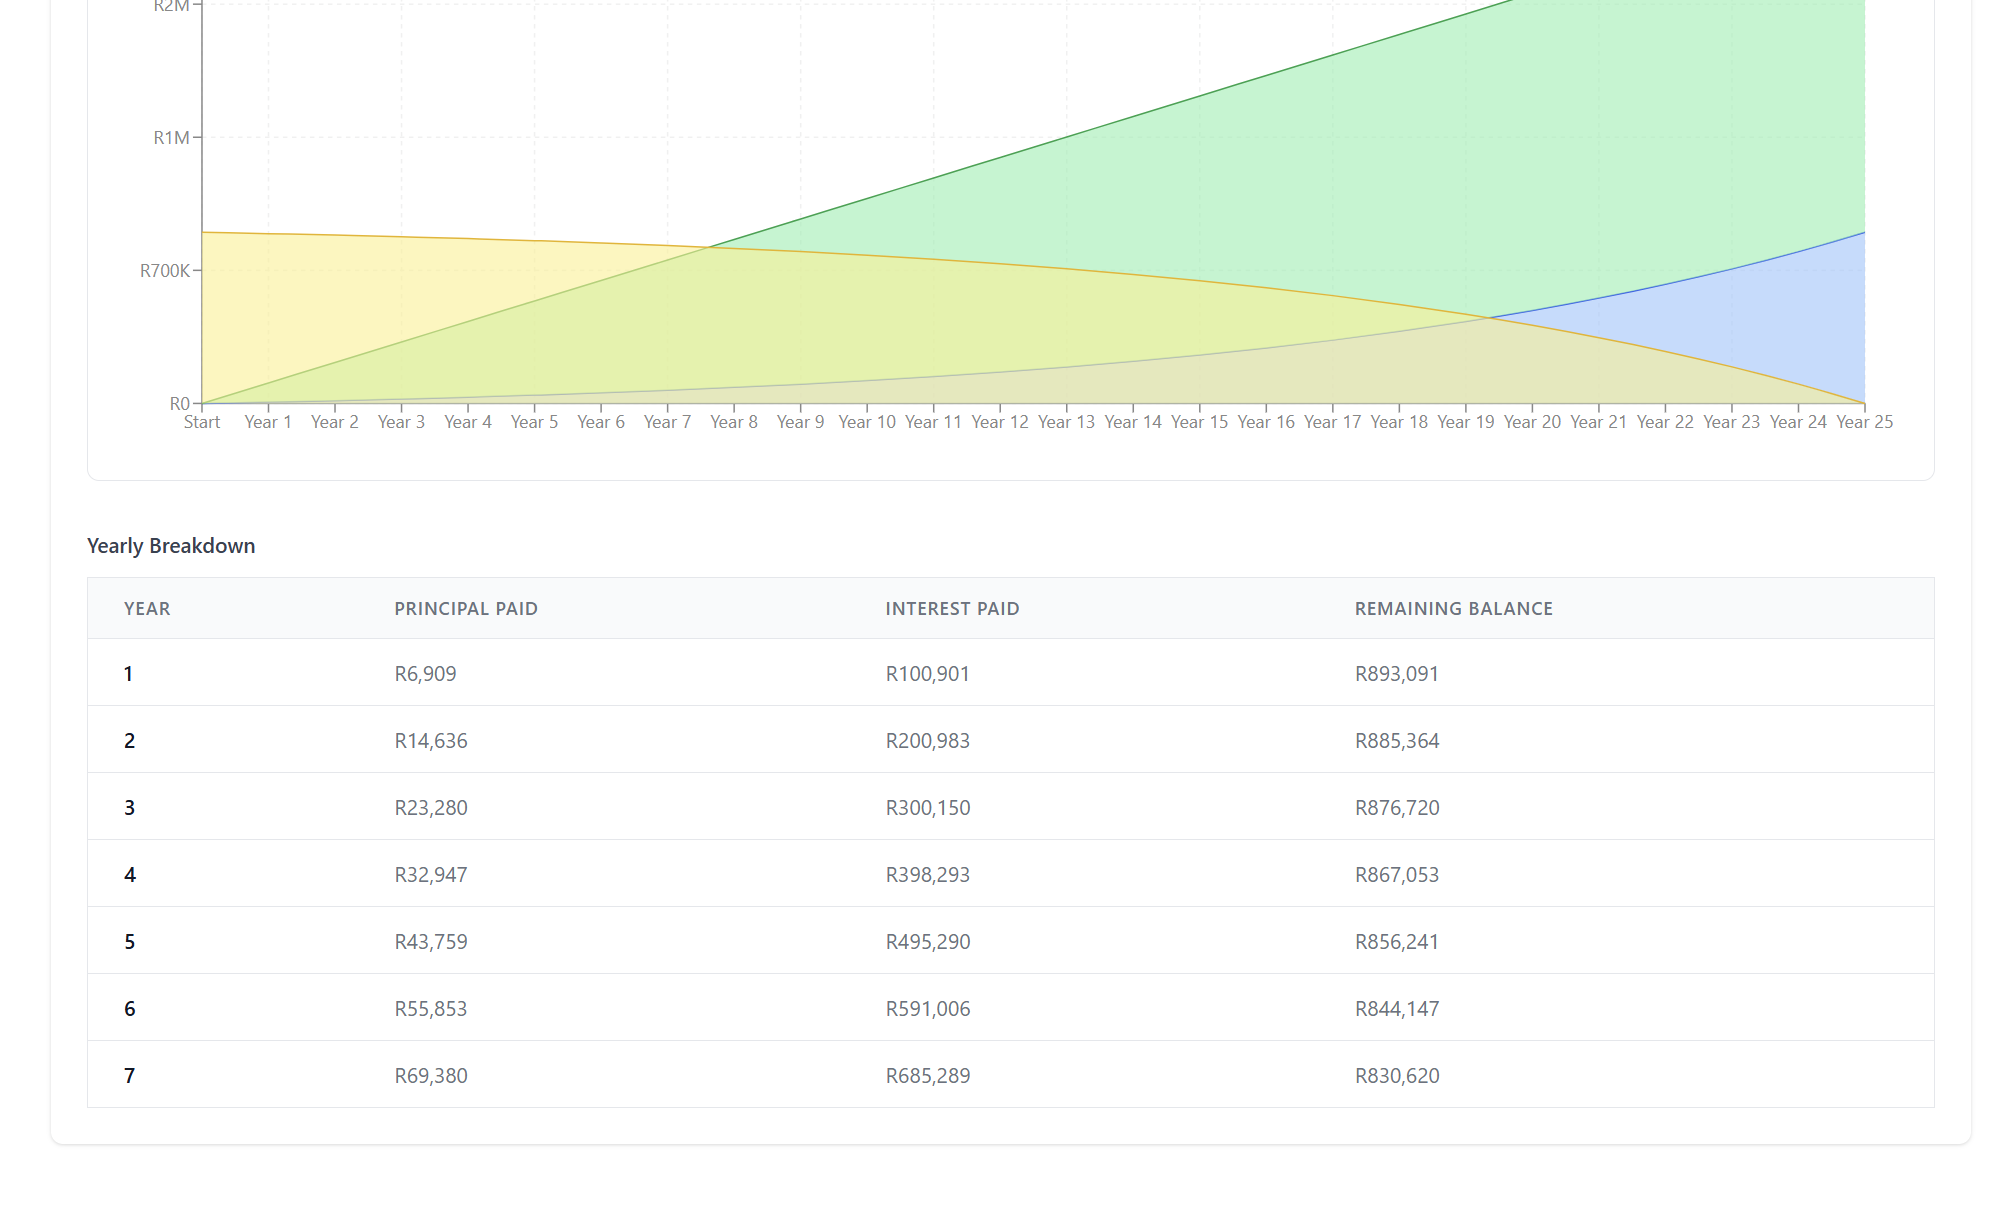 R2M
R1M
R700K
R0
Start Year 1 Year 2 Year 3 Year 4 Year 5 Year 6 Year 7 Year 8 Year 9 Year 10 Year 11 Year 12 Year 13 Year 14 Year 15 Year 16 Year 17 Year 18 Year 19 Year 20 Year 21 Year 22 Year 23 Year 24 Year 25
Yearly Breakdown
YEAR PRINCIPAL PAID INTEREST PAID REMAINING BALANCE
1 R6,909 R100,901 R893,091
2 R14,636 R200,983 R885,364
3 R23,280 R300,150 R876,720
4 R32,947 R398,293 R867,053
5 R43,759 R495,290 R856,241
6 R55,853 R591,006 R844,147
7 R69,380 R685,289 R830,620